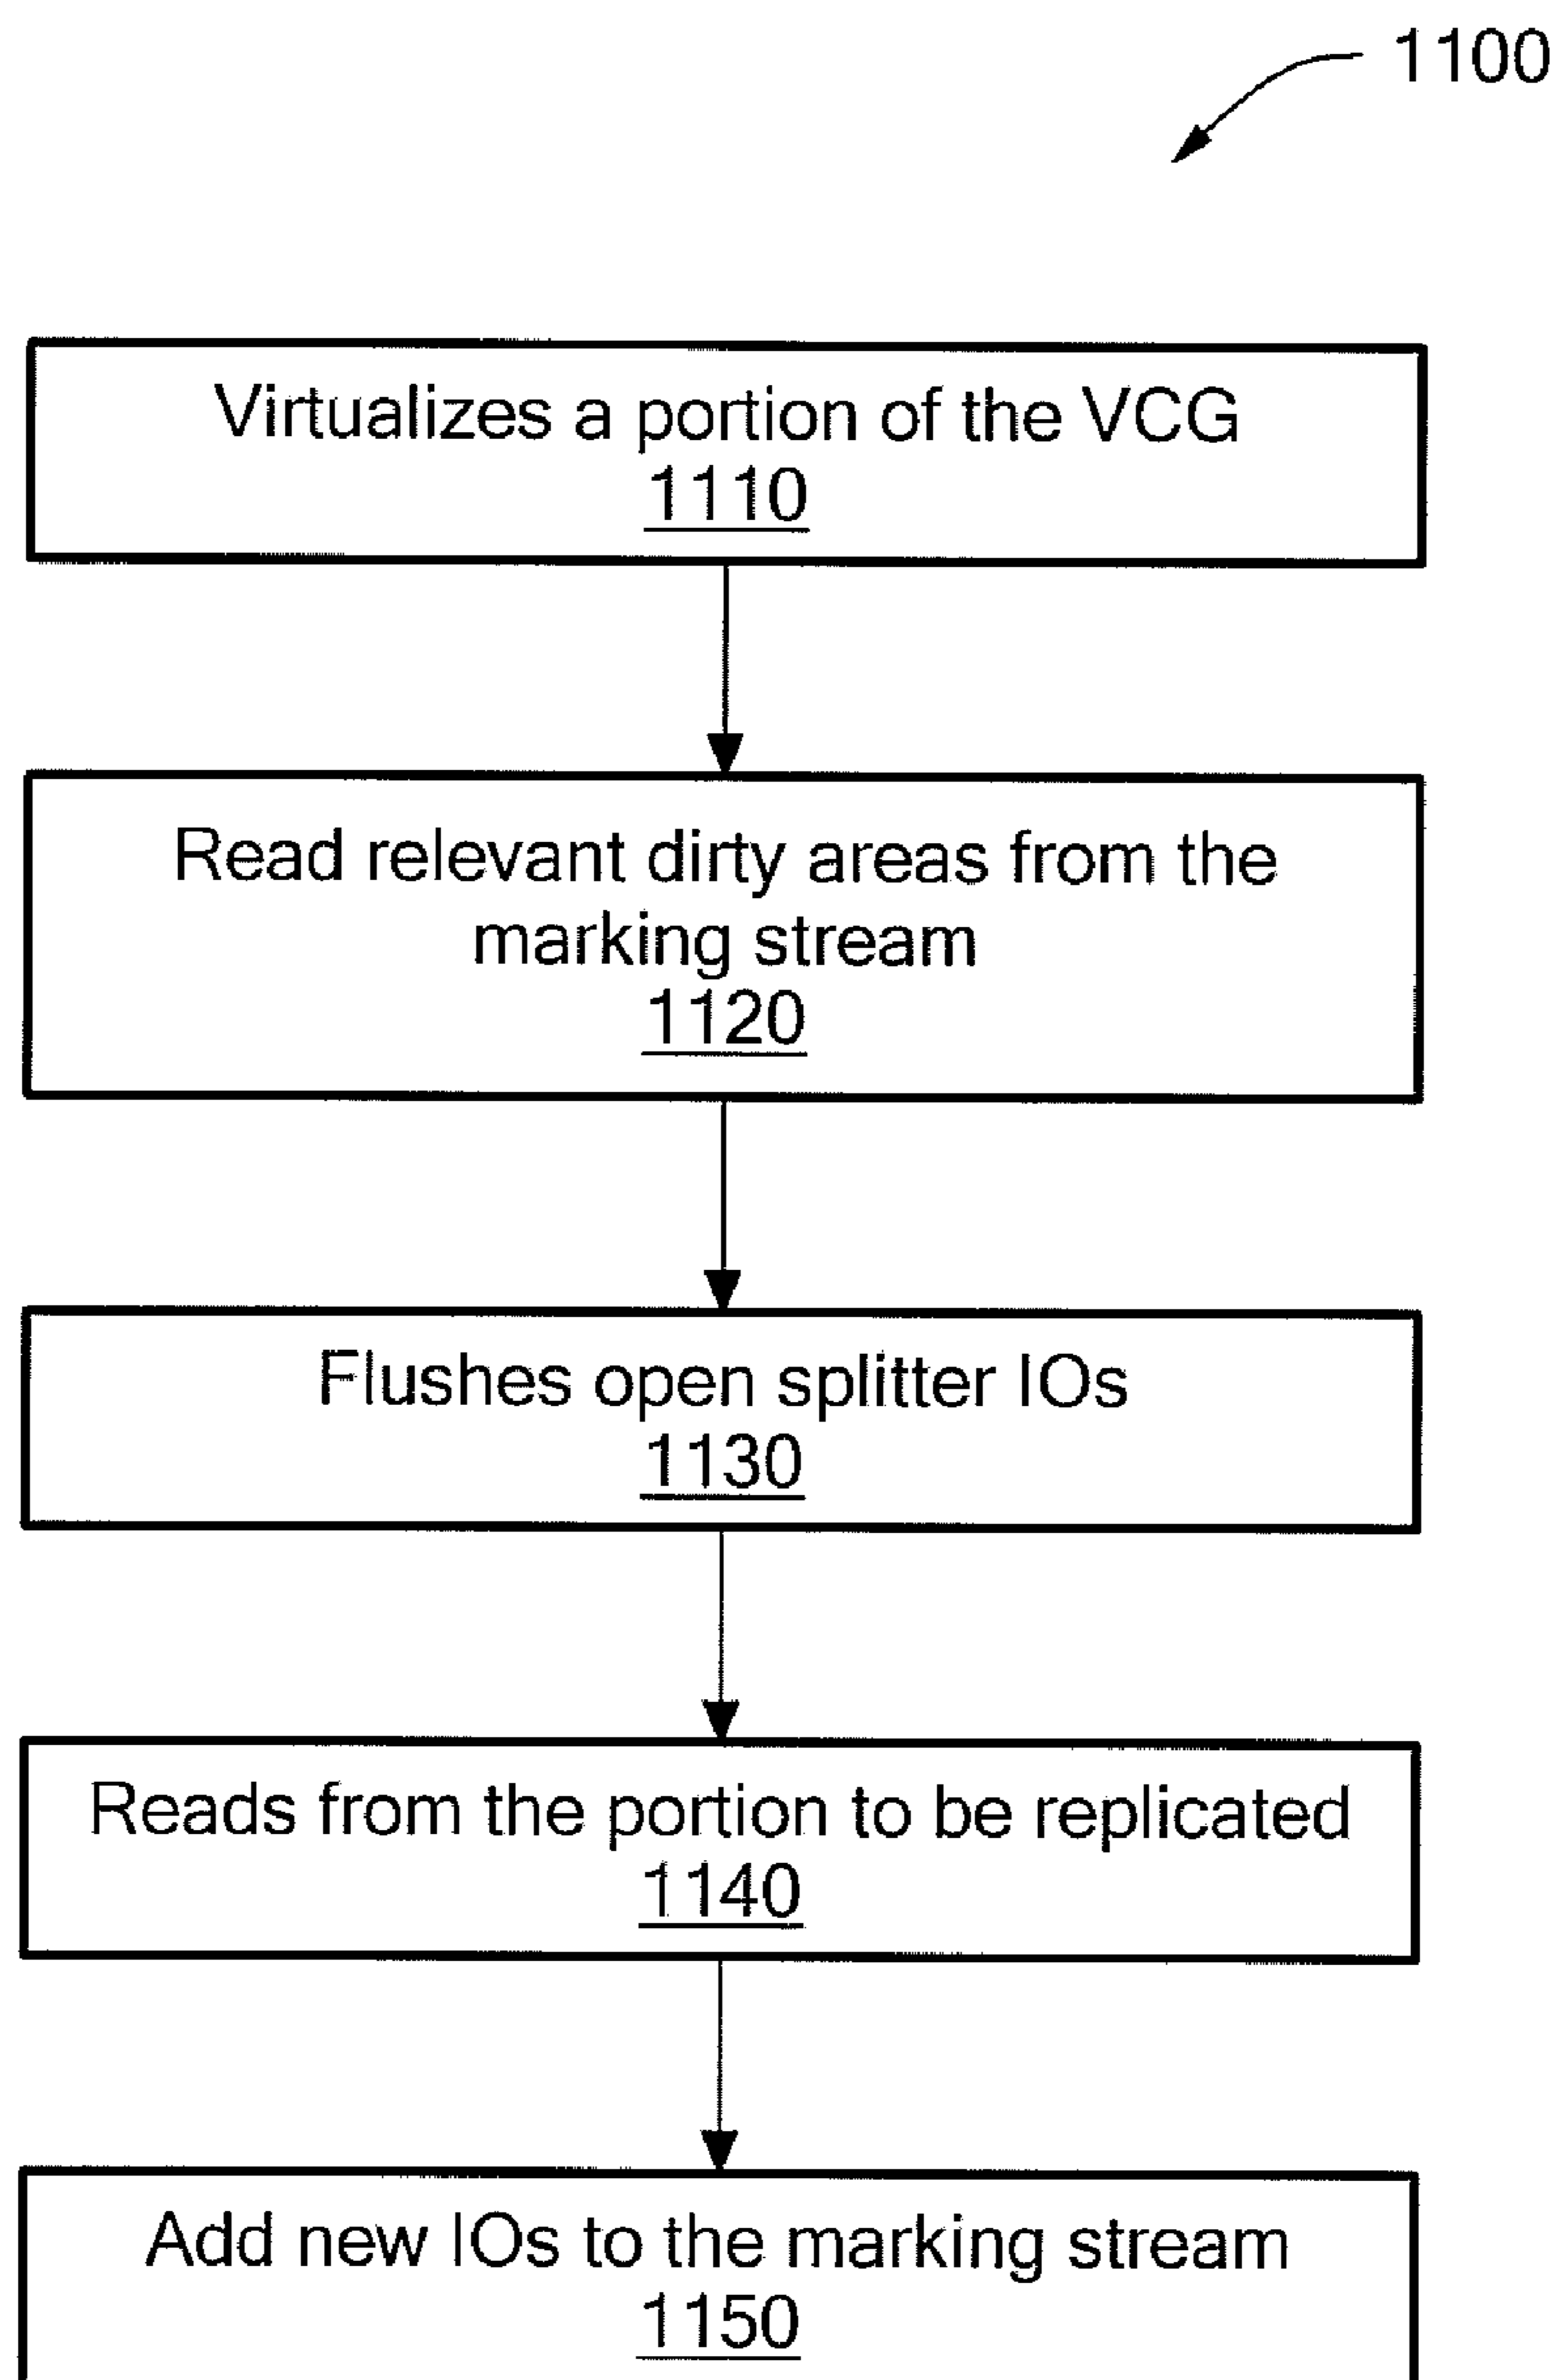 1100
Virtualizes a portion of the VCG
1110
Read relevant dirty areas from the
marking stream
1120
Flushes open splitter IOs
1130
Reads from the portion to be replicated
1140
Add new IOs to the marking stream
1150